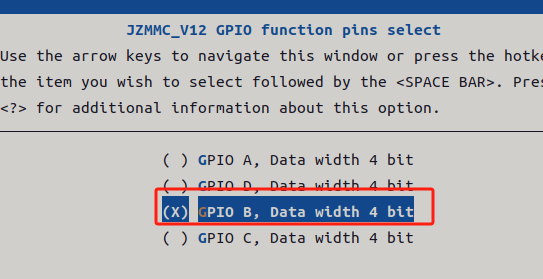 JZMMC_V12 GPIO function pins select
Use the arrow keys to navigate this window or press the hotke
the item you wish to select followed by the <SPACE BAR>. Pres
<?> for additional information about this option.
( ) GPIO A, Data width 4 bit
( ) GPIO D, Data width 4 bit
(X) GPIO B, Data width 4 bit
( ) GPIO C, Data width 4 bit